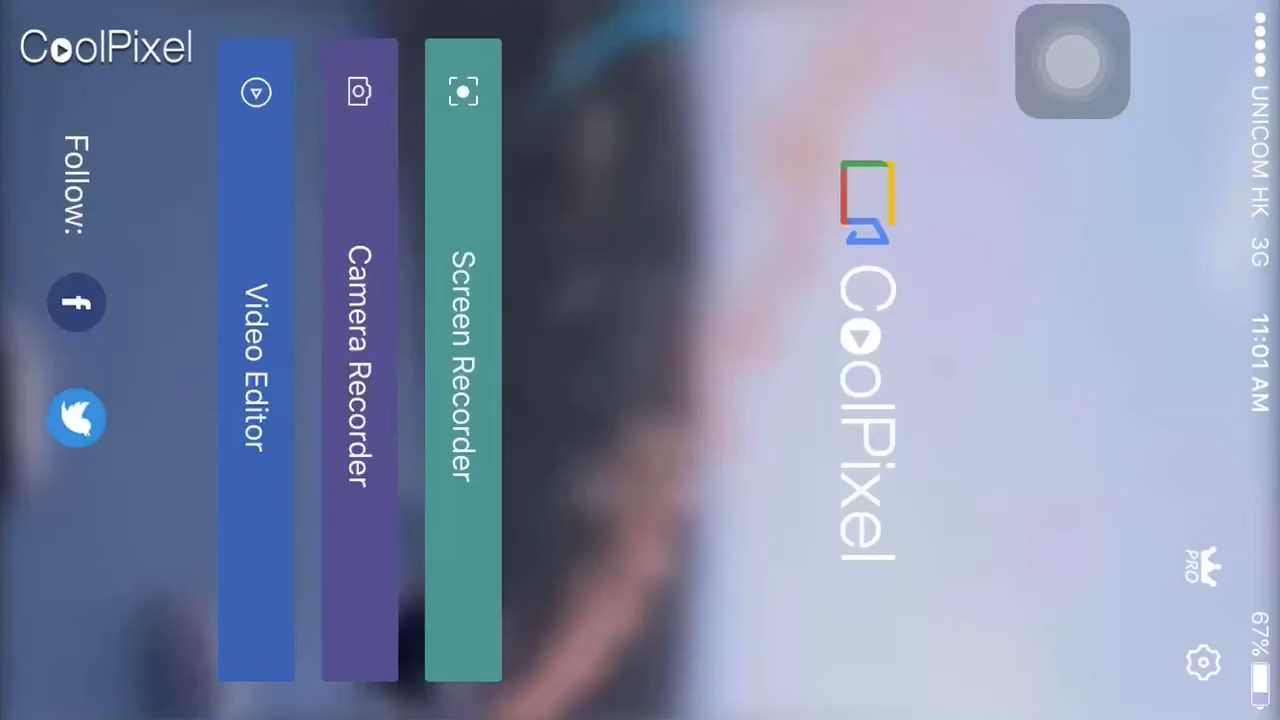 ●●●●● UNICOM HK 3G 11:01 AM 67%
PRO
CoolPixel
Screen Recorder
Camera Recorder
Video Editor
Follow:
CoolPixel